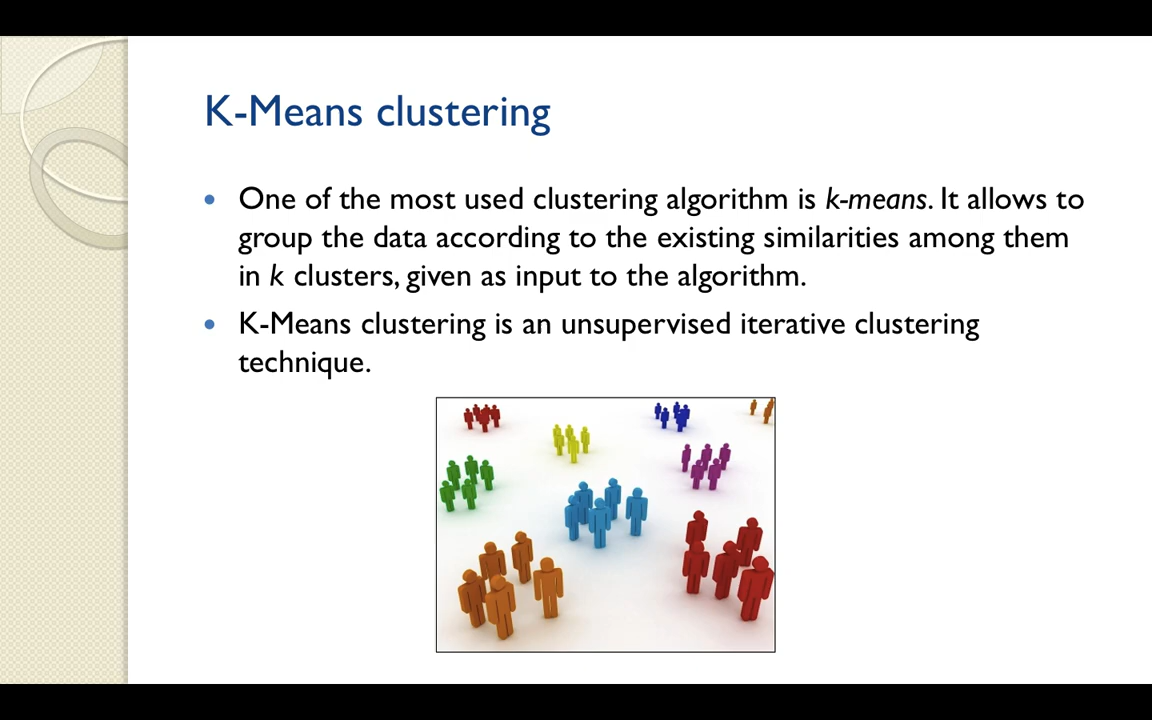 K-Means clustering
• One of the most used clustering algorithm is k-means. It allows to
group the data according to the existing similarities among them
in k clusters, given as input to the algorithm.
• K-Means clustering is an unsupervised iterative clustering
technique.